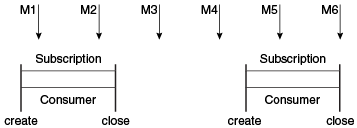 M1 M2 M3 M4 M5 M6
Subscription Subscription
Consumer Consumer
create close create close